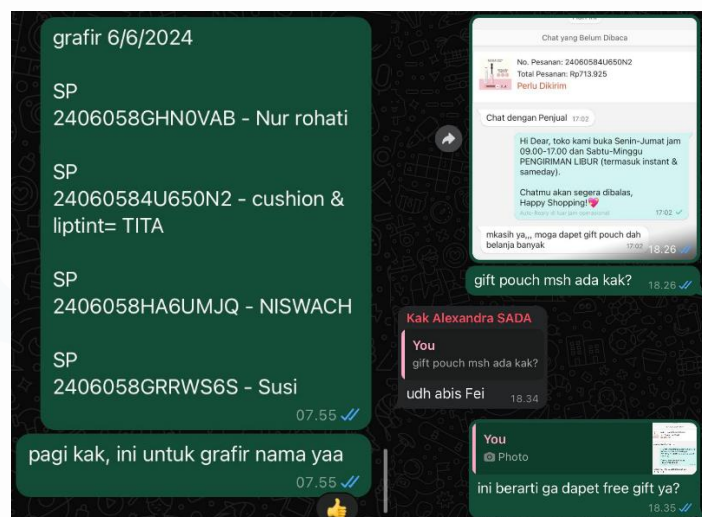 grafir 6/6/2024
SP
2406058GHN0VAB - Nur rohati
SP
24060584U650N2 - cushion &
liptint= TITA
SP
2406058HA6UMJQ - NISWACH
SP
2406058GRRWS6S - Susi
07.55
pagi kak, ini untuk grafir nama yaa
07.55
Chat yang Belum Dibaca
No. Pesanan: 24060584U650N2
Total Pesanan: Rp713.925
Perlu Dikirim
Chat dengan Penjual 17:02
Hi Dear, toko kami buka Senin-Jumat jam
09.00-17.00 dan Sabtu-Minggu
PENGIRIMAN LIBUR (termasuk instant &
sameday).
Chatmu akan segera dibalas,
Happy Shopping!💖
Auto-Reply di luar jam operasional 17:02
mkasih ya,,, moga dapet gift pouch dah
belanja banyak 17:02
18.26
gift pouch msh ada kak?
18.26
Kak Alexandra SADA
You
gift pouch msh ada kak?
udh abis Fei
18.34
You
Photo
ini berarti ga dapet free gift ya?
18.35